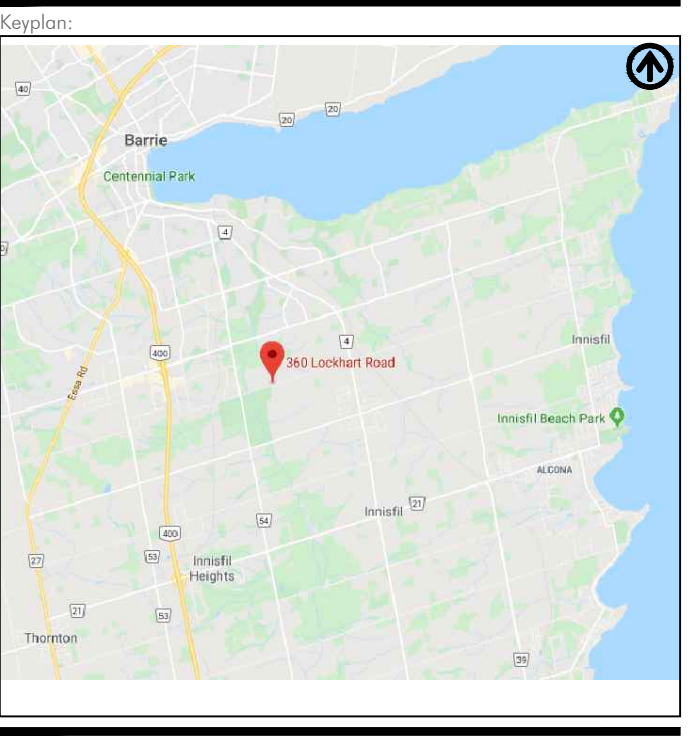 Keyplan:
40
20
20
Barrie
Centennial Park
4
Innisfil
4
400
360 Lockhart Road
Essa Rd
Innisfil Beach Park
ALCONA
21
Innisfil
54
400
53
27
Innisfil
Heights
21
53
Thornton
39